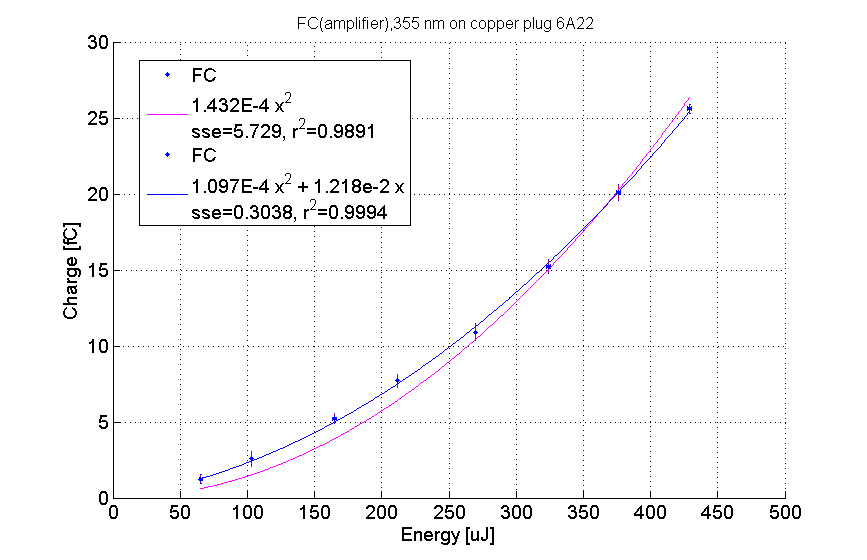 FC(amplifier),355 nm on copper plug 6A22
30
25
20
15
10
5
0
Charge [fC]
FC
1.432E-4 x²
sse=5.729, r²=0.9891
FC
1.097E-4 x² + 1.218e-2 x
sse=0.3038, r²=0.9994
0 50 100 150 200 250 300 350 400 450 500
Energy [uJ]